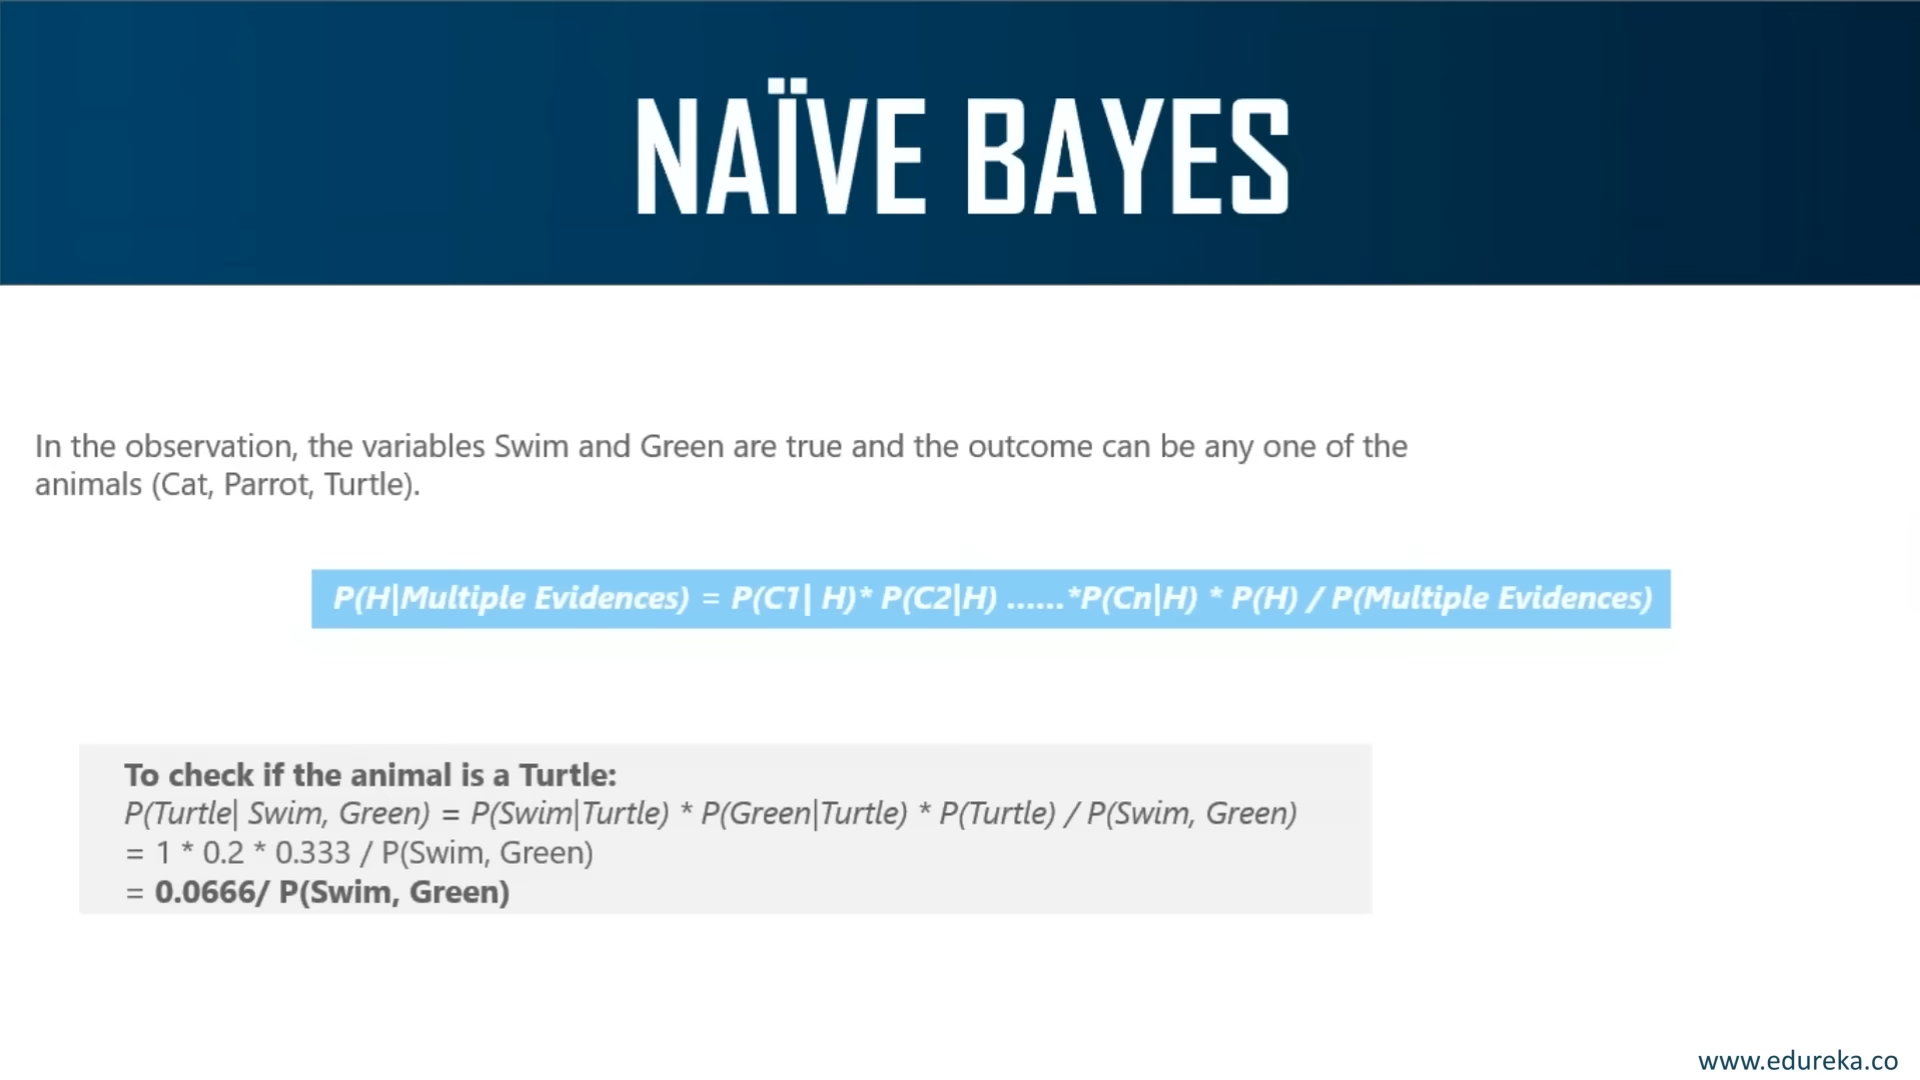 NAÏVE BAYES
In the observation, the variables Swim and Green are true and the outcome can be any one of the
animals (Cat, Parrot, Turtle).
P(H|Multiple Evidences) = P(C1| H)* P(C2|H) ......*P(Cn|H) * P(H) / P(Multiple Evidences)
To check if the animal is a Turtle:
P(Turtle| Swim, Green) = P(Swim|Turtle) * P(Green|Turtle) * P(Turtle) / P(Swim, Green)
= 1 * 0.2 * 0.333 / P(Swim, Green)
= 0.0666/ P(Swim, Green)
www.edureka.co